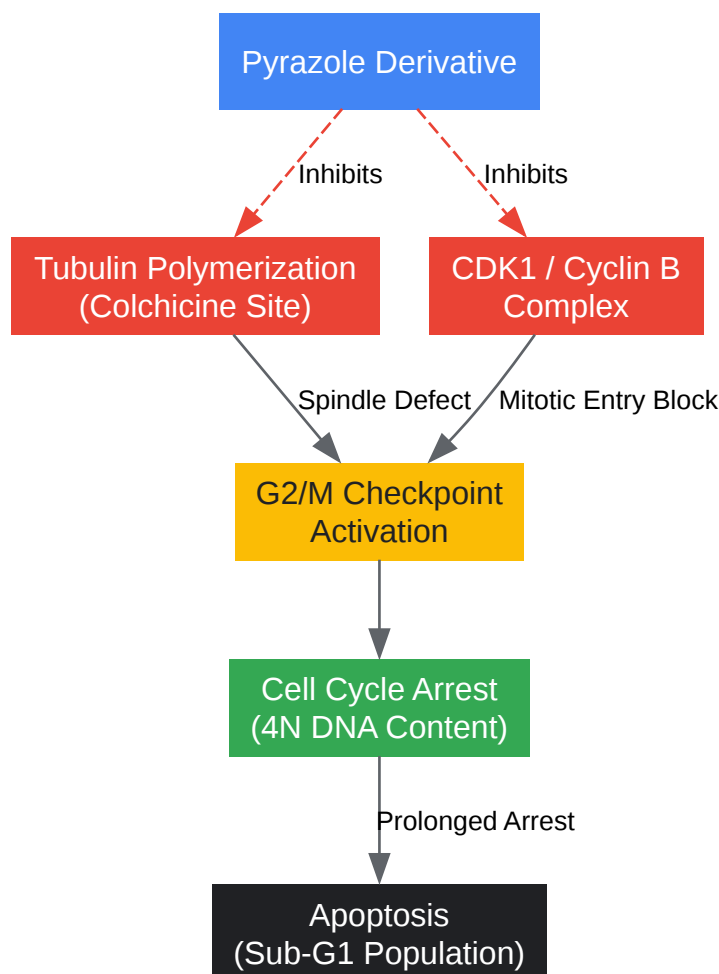 Pyrazole Derivative
Inhibits
Inhibits
Tubulin Polymerization
(Colchicine Site)
CDK1 / Cyclin B
Complex
Spindle Defect
Mitotic Entry Block
G2/M Checkpoint
Activation
Cell Cycle Arrest
(4N DNA Content)
Prolonged Arrest
Apoptosis
(Sub-G1 Population)